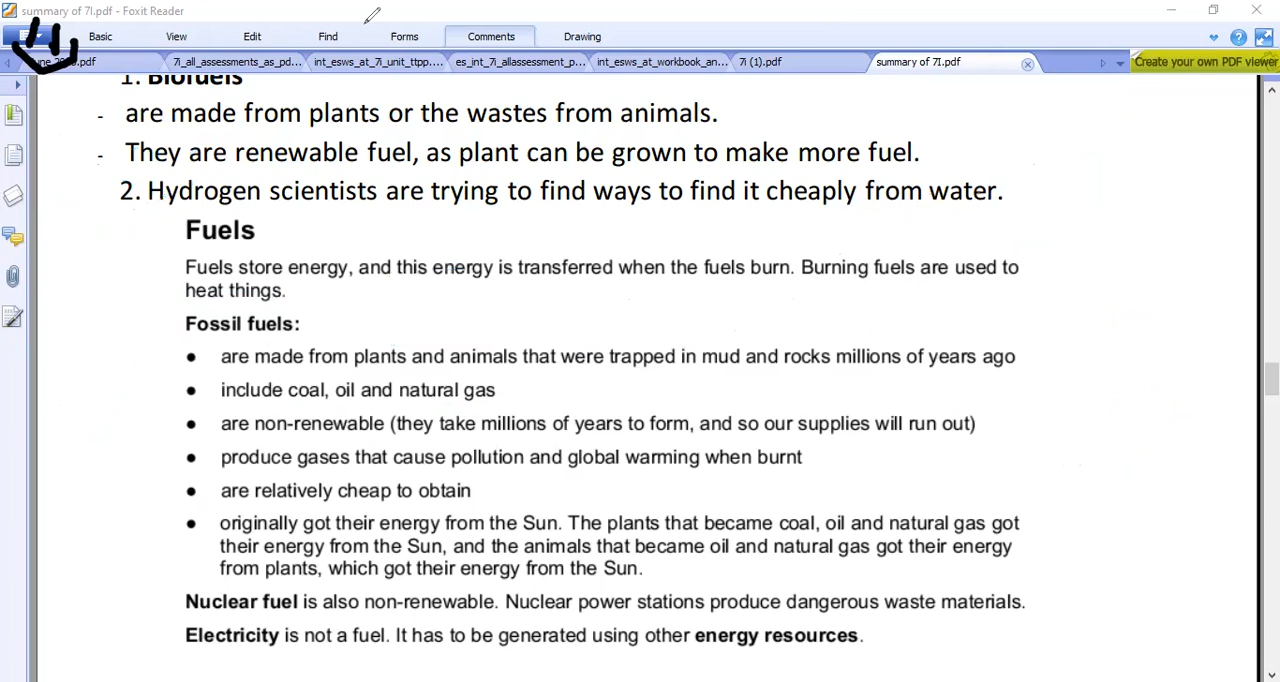 summary of 7I.pdf - Foxit Reader
Basic View Edit Find Forms Comments Drawing
.pdf 7i_all_assessments_as_pd... int_esws_at_7i_unit_ttpp.... es_int_7i_allassessment_p... int_esws_at_workbook_an... 7i (1).pdf summary of 7I.pdf Create your own PDF viewer
1. Biofuels
- are made from plants or the wastes from animals.
- They are renewable fuel, as plant can be grown to make more fuel.
2. Hydrogen scientists are trying to find ways to find it cheaply from water.
Fuels
Fuels store energy, and this energy is transferred when the fuels burn. Burning fuels are used to
heat things.
Fossil fuels:
● are made from plants and animals that were trapped in mud and rocks millions of years ago
● include coal, oil and natural gas
● are non-renewable (they take millions of years to form, and so our supplies will run out)
● produce gases that cause pollution and global warming when burnt
● are relatively cheap to obtain
● originally got their energy from the Sun. The plants that became coal, oil and natural gas got
their energy from the Sun, and the animals that became oil and natural gas got their energy
from plants, which got their energy from the Sun.
Nuclear fuel is also non-renewable. Nuclear power stations produce dangerous waste materials.
Electricity is not a fuel. It has to be generated using other energy resources.